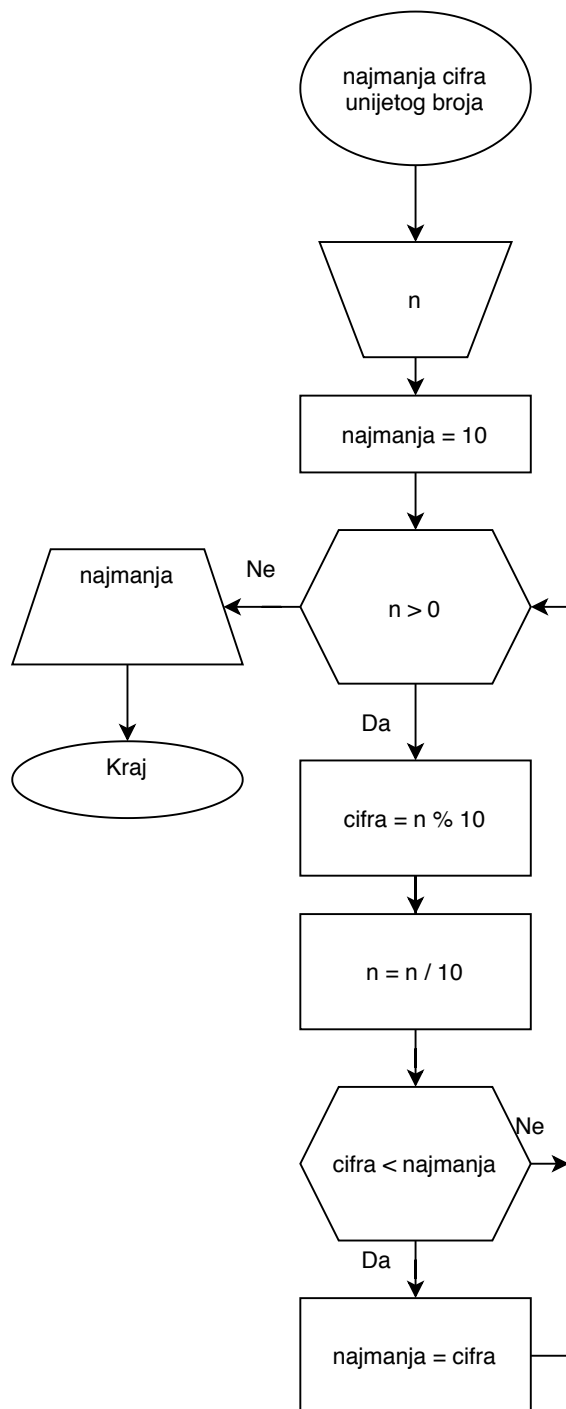 najmanja cifra
unijetog broja
n
najmanja = 10
n > 0
Ne
najmanja
Kraj
Da
cifra = n % 10
n = n / 10
cifra < najmanja
Ne
Da
najmanja = cifra